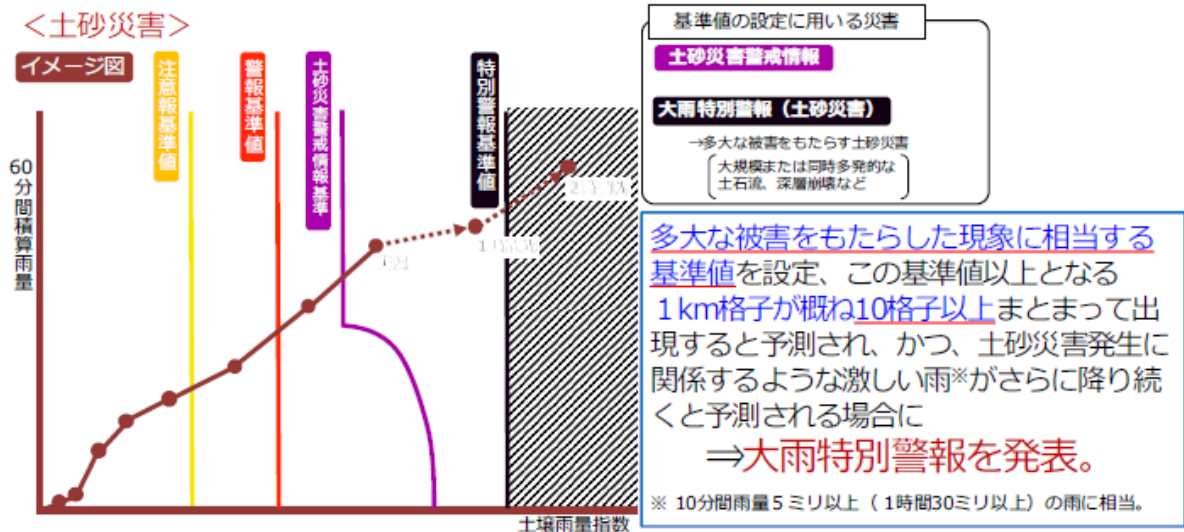 ＜土砂災害＞
イメージ図
注意報基準値
警報基準値
土砂災害警戒情報基準
特別警報基準値
60分間積算雨量
土壌雨量指数
基準値の設定に用いる災害
土砂災害警戒情報
大雨特別警報（土砂災害）
→多大な被害をもたらす土砂災害
大規模または同時多発的な
土石流、深層崩壊など
多大な被害をもたらした現象に相当する
基準値を設定、この基準値以上となる
１km格子が概ね10格子以上まとまって出
現すると予測され、かつ、土砂災害発生に
関係するような激しい雨※がさらに降り続
くと予測される場合に
⇒大雨特別警報を発表。
※ 10分間雨量５ミリ以上（１時間30ミリ以上）の雨に相当。